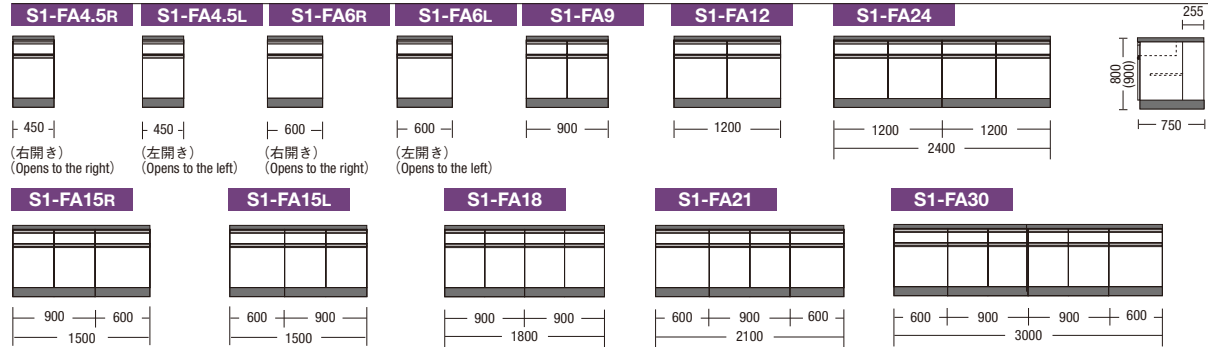 S1-FA4.5R S1-FA4.5L S1-FA6R S1-FA6L S1-FA9 S1-FA12 S1-FA24 255
800
(900)
450 450 600 600 900 1200 1200 1200 750
2400
(右開き) (左開き) (右開き) (左開き)
(Opens to the right) (Opens to the left) (Opens to the right) (Opens to the left)
S1-FA15R S1-FA15L S1-FA18 S1-FA21 S1-FA30
900 600 600 900 900 900 600 900 600 600 900 900 600
1500 1500 1800 2100 3000